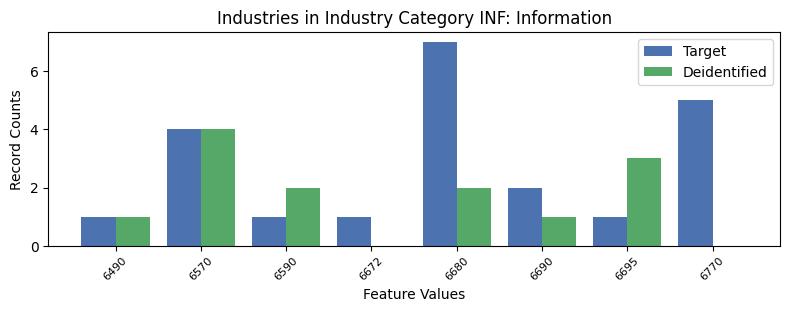 Industries in Industry Category INF: Information
Target
Deidentified
Record Counts
6
4
2
0
6490 6570 6590 6672 6680 6690 6695 6770
Feature Values